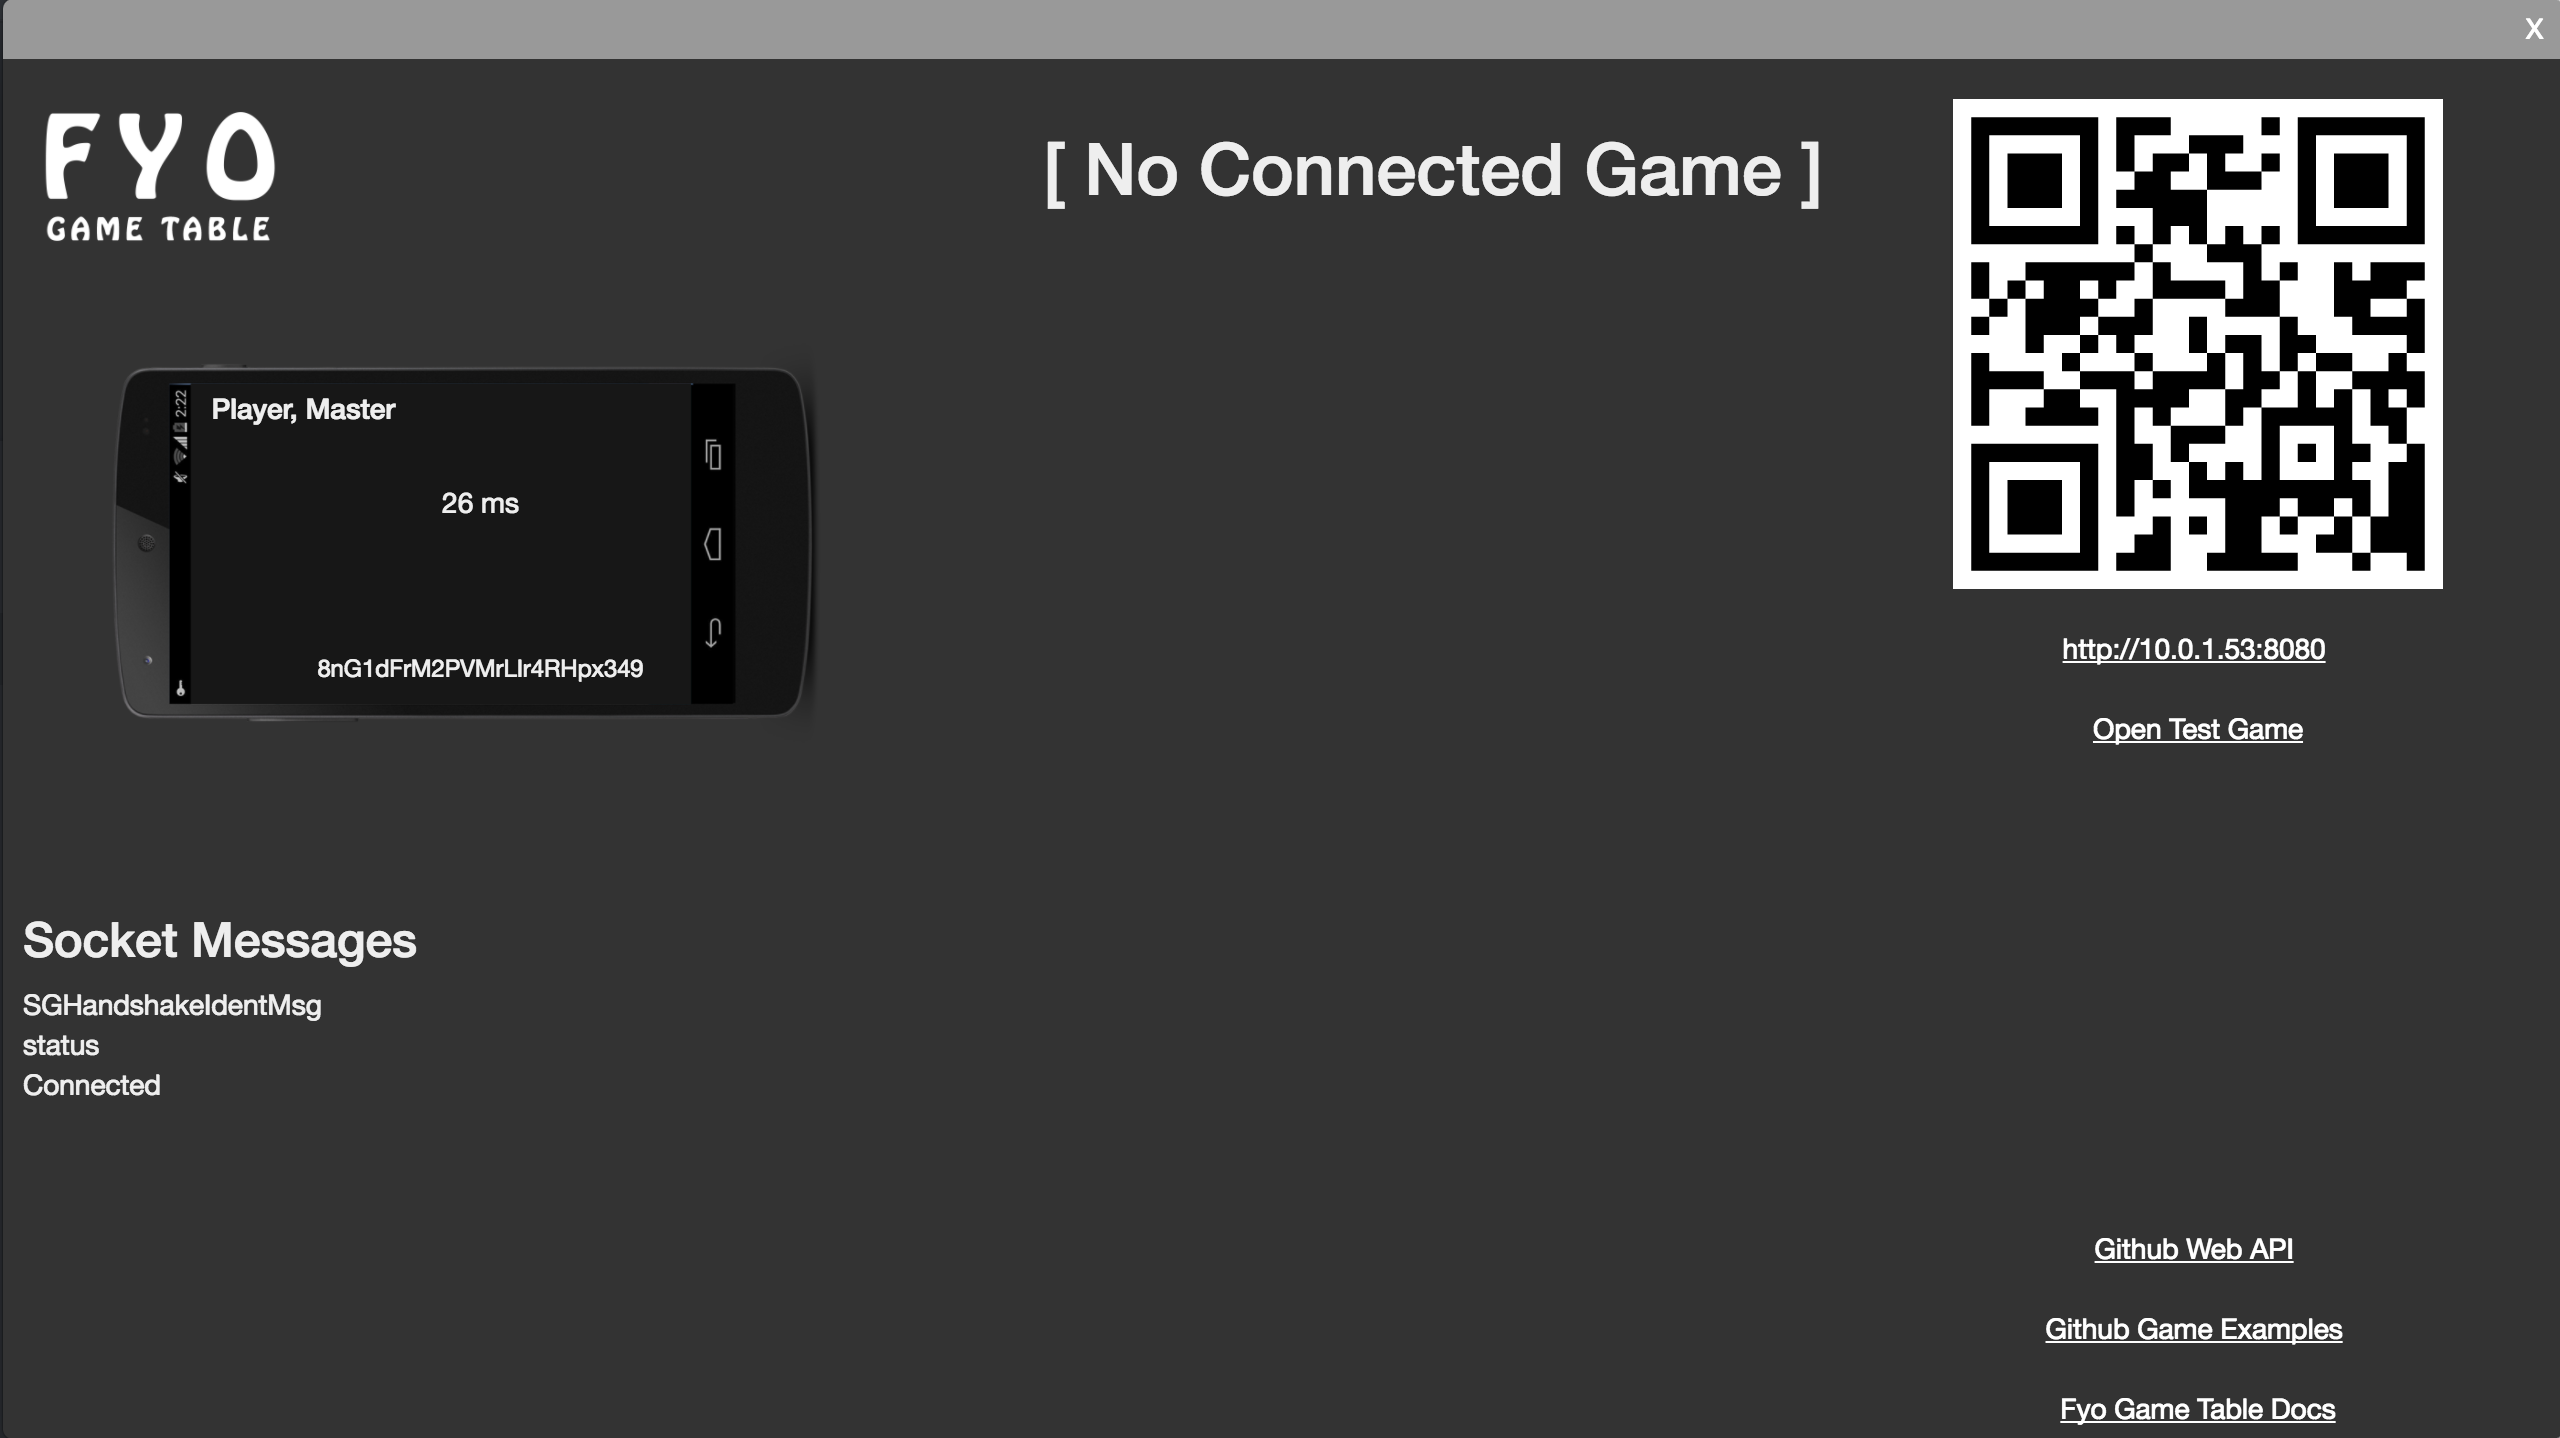 X
FYO
GAME TABLE
[ No Connected Game ]
2:22
Player, Master
26 ms
8nG1dFrM2PVMrLIr4RHpx349
http://10.0.1.53:8080
Open Test Game
Socket Messages
SGHandshakeIdentMsg
status
Connected
Github Web API
Github Game Examples
Fyo Game Table Docs